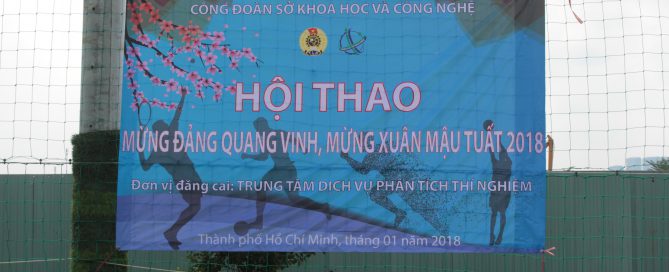 CÔNG ĐOÀN SỞ KHOA HỌC VÀ CÔNG NGHỆ
HỘI THAO
MỪNG ĐẢNG QUANG VINH, MỪNG XUÂN MẬU TUẤT 2018
Đơn vị đăng cai: TRUNG TÂM DỊCH VỤ PHÂN TÍCH THÍ NGHIỆM
Thành phố Hồ Chí Minh, tháng 01 năm 2018